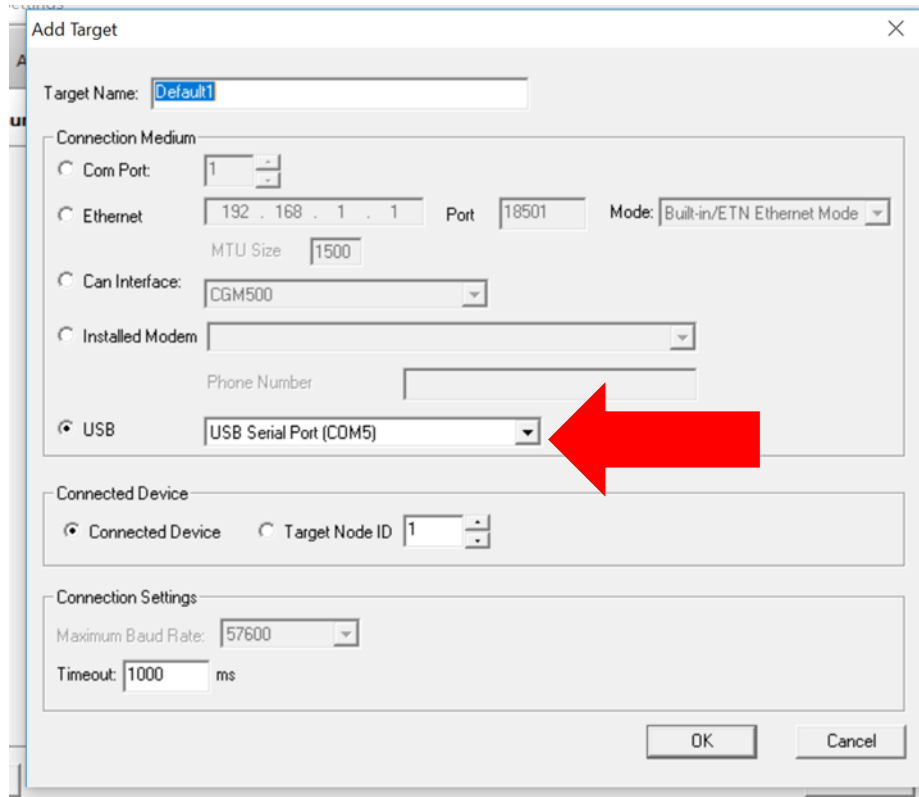 Add Target
Target Name: Default1
Connection Medium
Com Port: 1
Ethernet 192 . 168 . 1 . 1 Port 18501 Mode: Built-in/ETN Ethernet Mode
MTU Size 1500
Can Interface: CGM500
Installed Modem
Phone Number
USB USB Serial Port (COM5)
Connected Device
Connected Device Target Node ID 1
Connection Settings
Maximum Baud Rate: 57600
Timeout: 1000 ms
OK Cancel